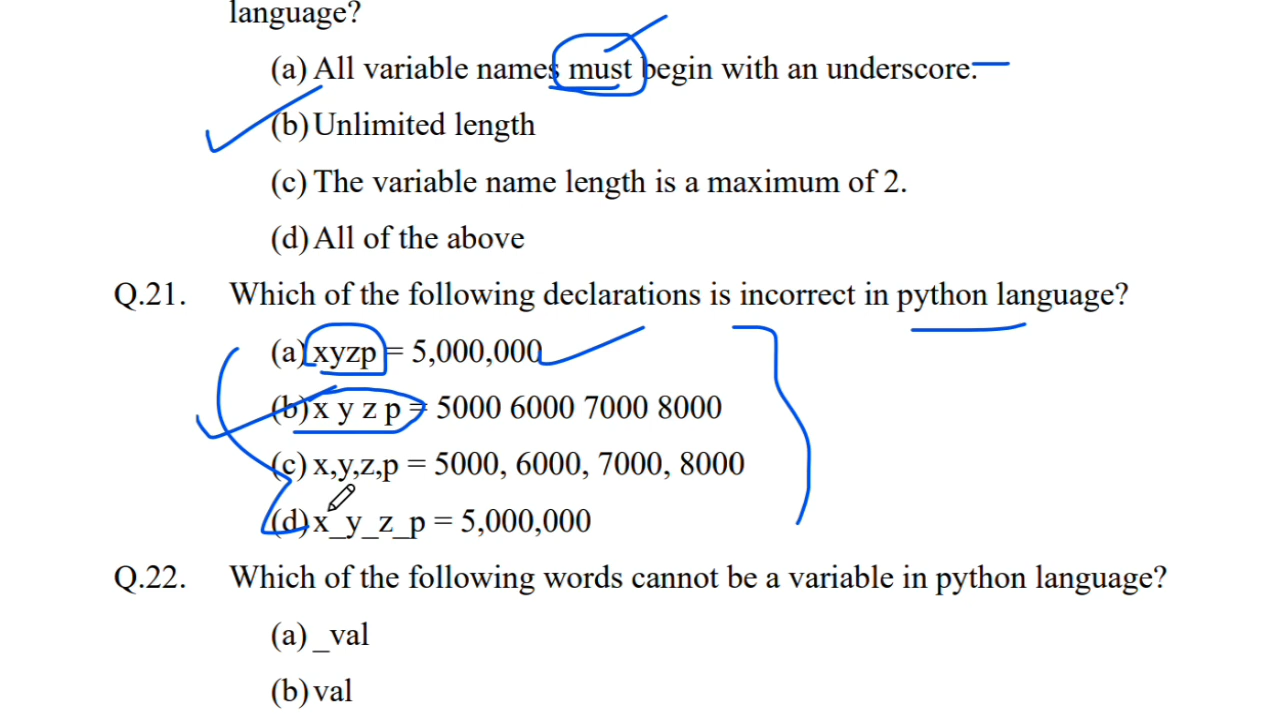 language?
(a) All variable names must begin with an underscore.
(b) Unlimited length
(c) The variable name length is a maximum of 2.
(d) All of the above
Q.21. Which of the following declarations is incorrect in python language?
(a) xyzp = 5,000,000
(b) x y z p = 5000 6000 7000 8000
(c) x,y,z,p = 5000, 6000, 7000, 8000
(d) x_y_z_p = 5,000,000
Q.22. Which of the following words cannot be a variable in python language?
(a) _val
(b) val